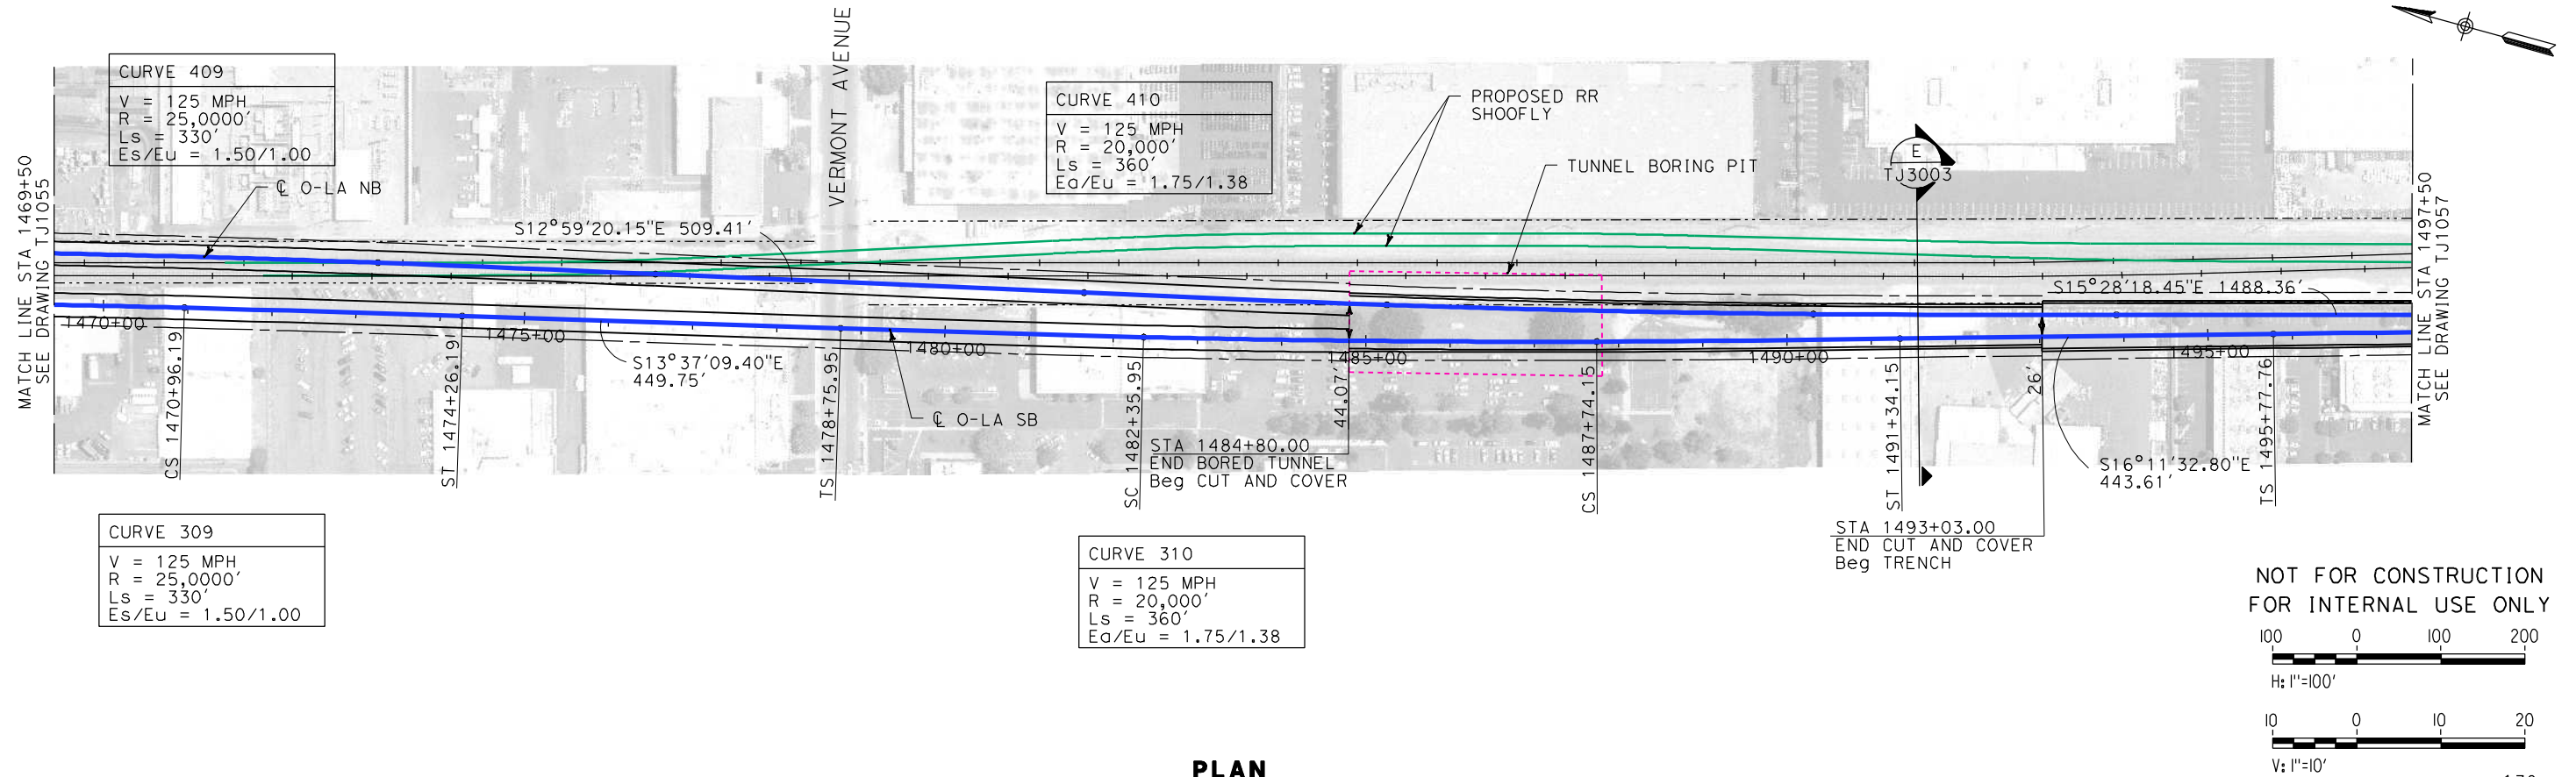 CURVE 409
V = 125 MPH
R = 25,0000'
Ls = 330'
Es/Eu = 1.50/1.00
℄ O-LA NB
MATCH LINE STA 1469+50
SEE DRAWING TJ1055
VERMONT AVENUE
S12°59'20.15"E 509.41'
CURVE 410
V = 125 MPH
R = 20,000'
Ls = 360'
Ea/Eu = 1.75/1.38
PROPOSED RR
SHOOFLY
TUNNEL BORING PIT
E
TJ3003
MATCH LINE STA 1497+50
SEE DRAWING TJ1057
S15°28'18.45"E 1488.36'
1470+00
1475+00
1480+00
1485+00
1490+00
1495+00
S13°37'09.40"E
449.75'
℄ O-LA SB
CS 1470+96.19
ST 1474+26.19
TS 1478+75.95
SC 1482+35.95
44.07'
CS 1487+74.15
ST 1491+34.15
26'
TS 1495+77.76
STA 1484+80.00
END BORED TUNNEL
Beg CUT AND COVER
S16°11'32.80"E
443.61'
STA 1493+03.00
END CUT AND COVER
Beg TRENCH
CURVE 309
V = 125 MPH
R = 25,0000'
Ls = 330'
Es/Eu = 1.50/1.00
CURVE 310
V = 125 MPH
R = 20,000'
Ls = 360'
Ea/Eu = 1.75/1.38
NOT FOR CONSTRUCTION
FOR INTERNAL USE ONLY
100 0 100 200
H: 1"=100'
10 0 10 20
V: 1"=10'
PLAN